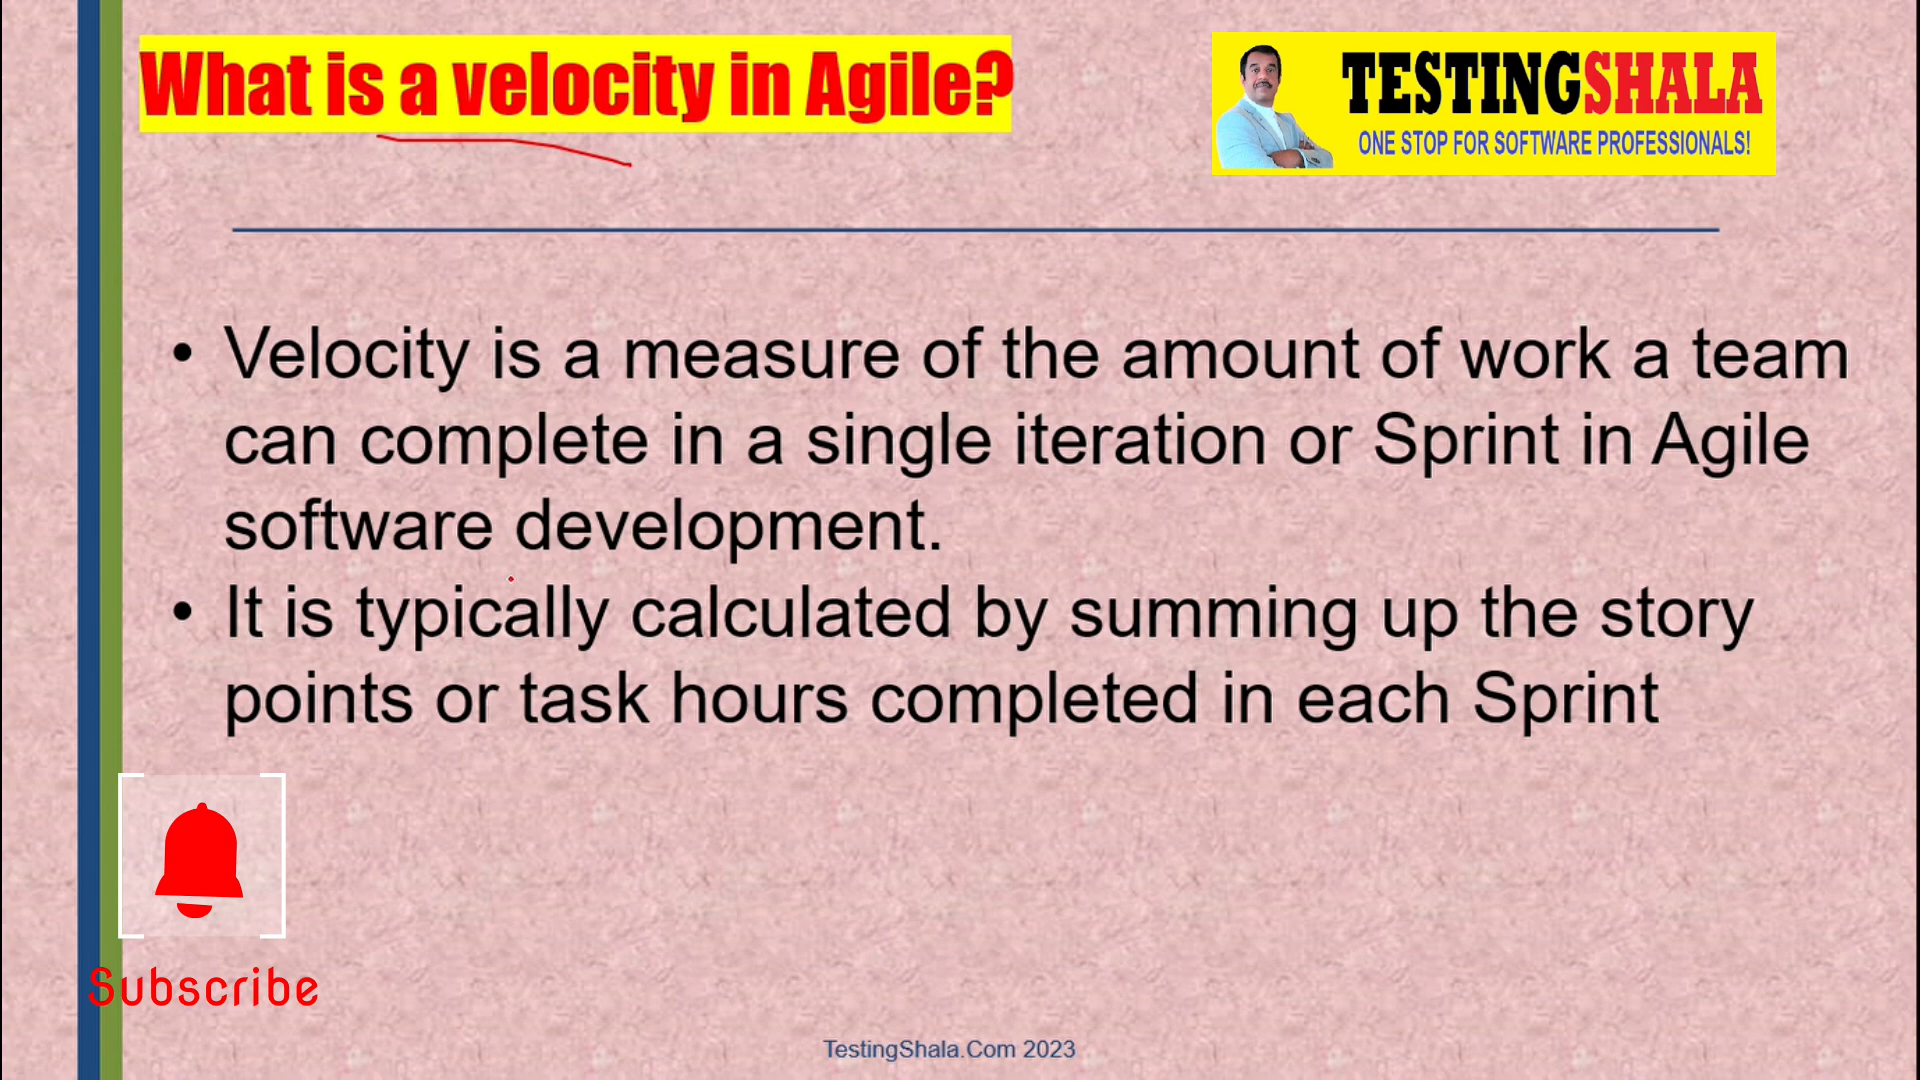 What is a velocity in Agile?
TESTINGSHALA
ONE STOP FOR SOFTWARE PROFESSIONALS!
• Velocity is a measure of the amount of work a team
can complete in a single iteration or Sprint in Agile
software development.
• It is typically calculated by summing up the story
points or task hours completed in each Sprint
Subscribe
TestingShala.Com 2023